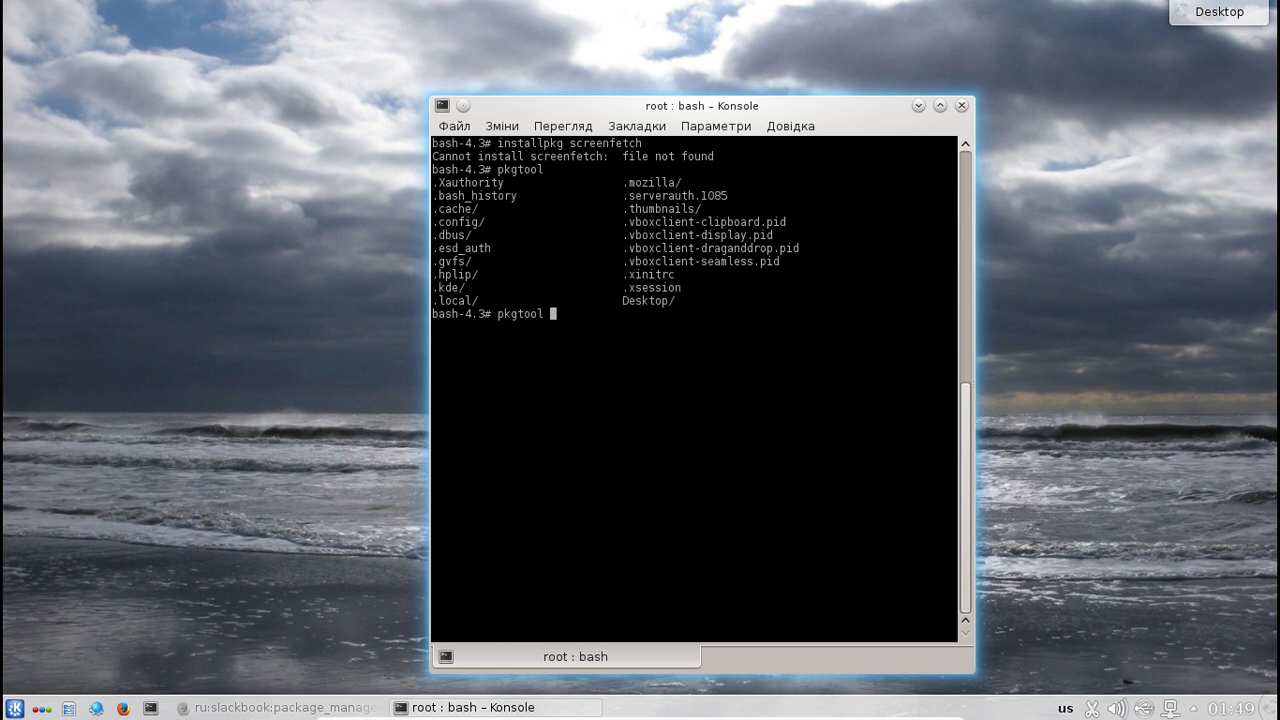 Desktop
root : bash – Konsole
Файл Зміни Перегляд Закладки Параметри Довідка
bash-4.3# installpkg screenfetch
Cannot install screenfetch:  file not found
bash-4.3# pkgtool
.Xauthority .mozilla/
.bash_history .serverauth.1085
.cache/ .thumbnails/
.config/ .vboxclient-clipboard.pid
.dbus/ .vboxclient-display.pid
.esd_auth .vboxclient-draganddrop.pid
.gvfs/ .vboxclient-seamless.pid
.hplip/ .xinitrc
.kde/ .xsession
.local/ Desktop/
bash-4.3# pkgtool
root : bash
ru:slackbook:package_manage root : bash – Konsole us 01:49